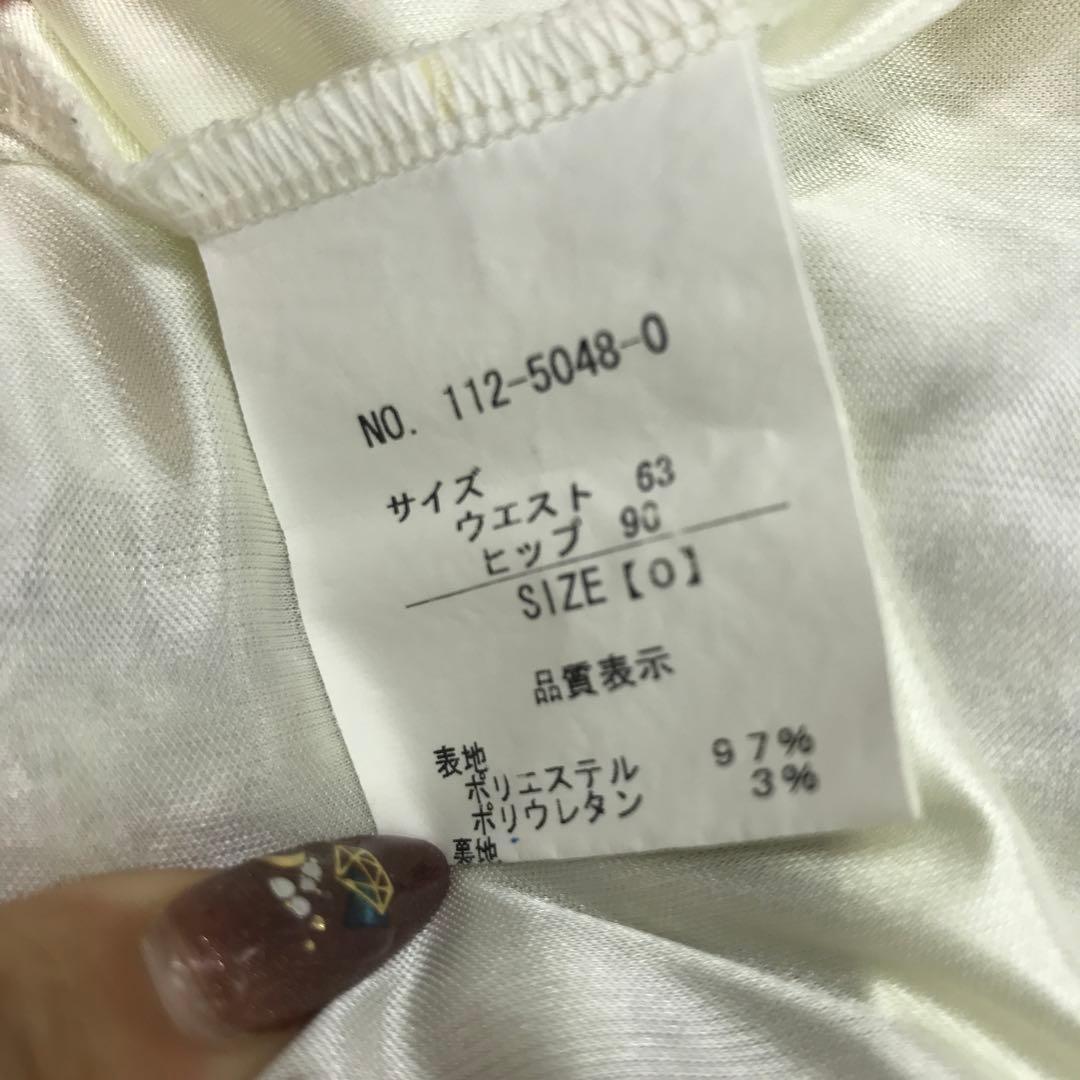 NO. 112-5048-0
サイズ
ウエスト 63
ヒップ 90
SIZE【0】
品質表示
表地
ポリエステル 97%
ポリウレタン 3%
裏地